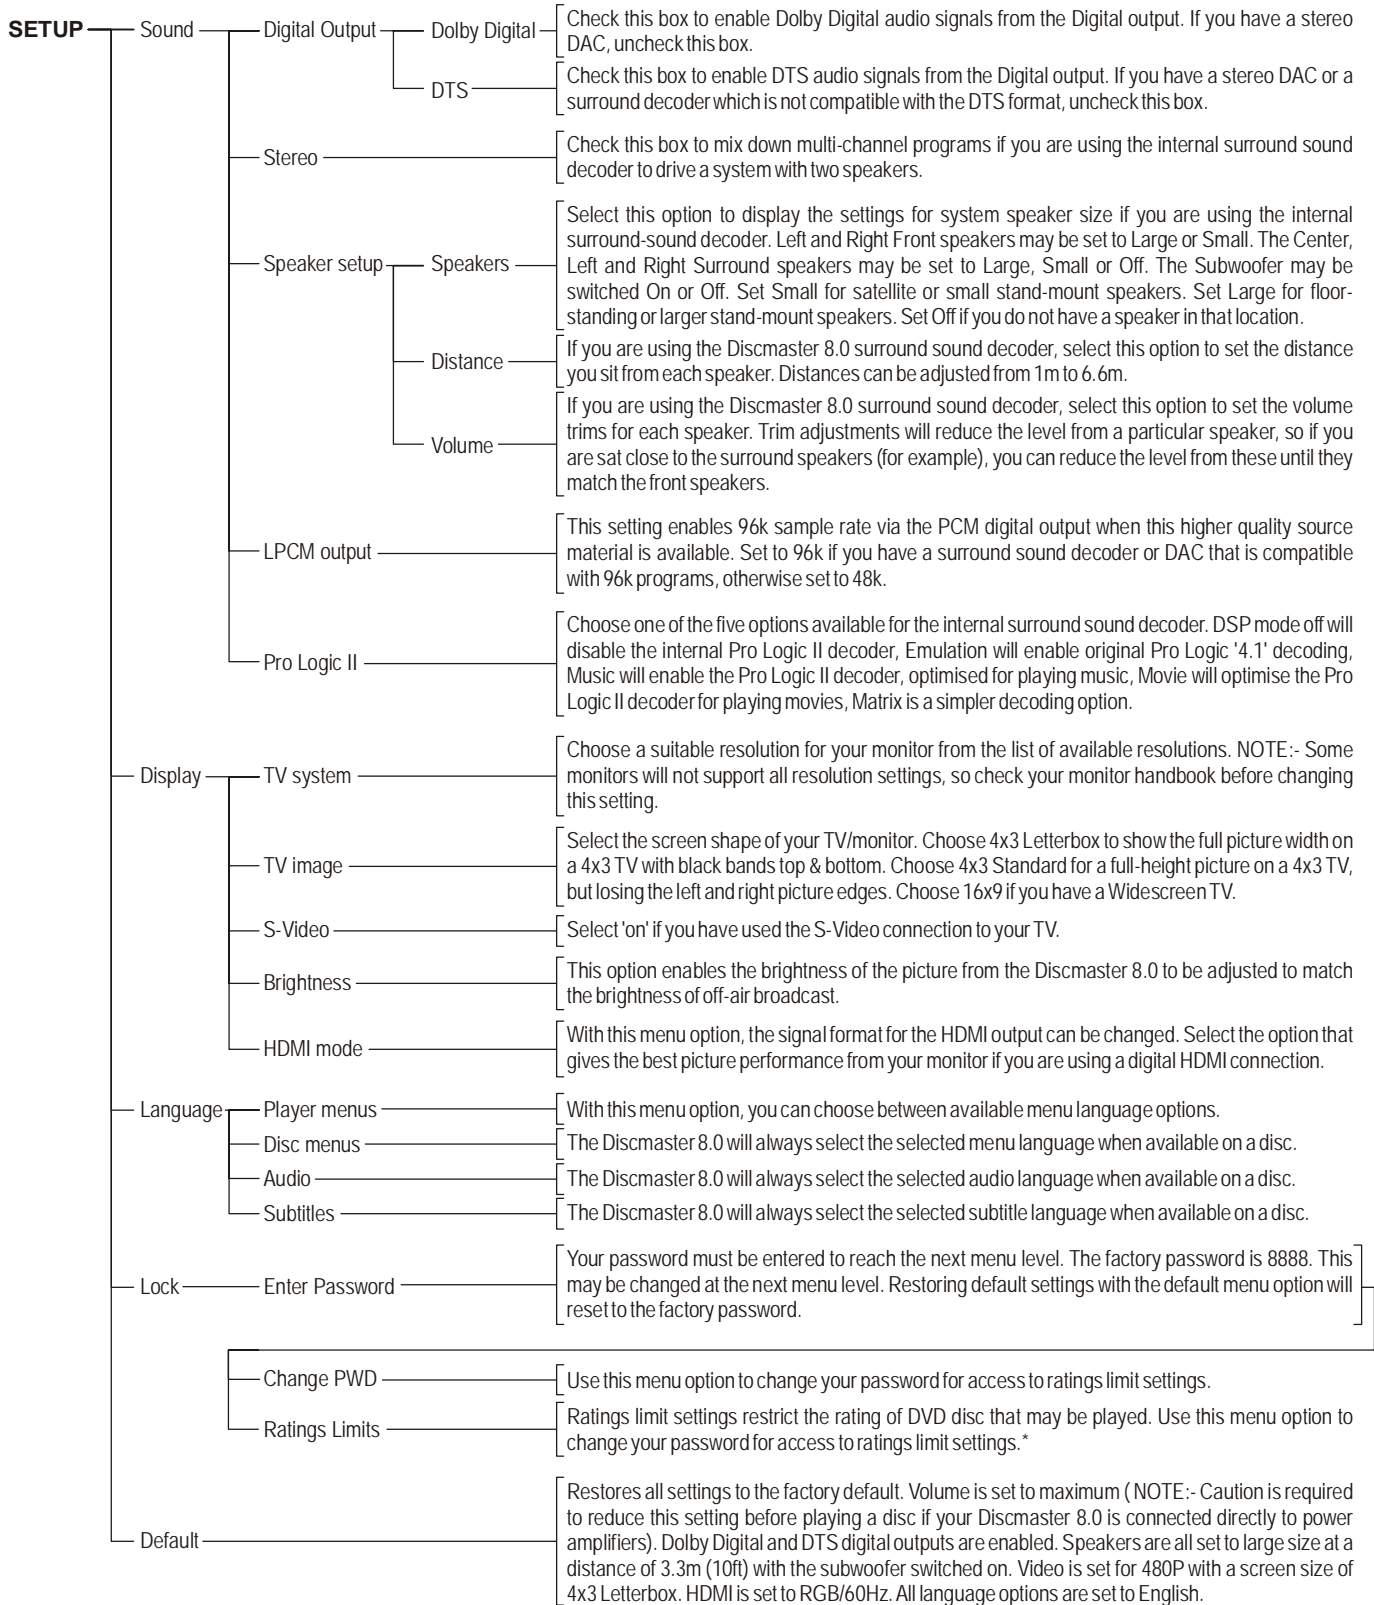 SETUP
Sound
Digital Output
Dolby Digital
Check this box to enable Dolby Digital audio signals from the Digital output. If you have a stereo
DAC, uncheck this box.
DTS
Check this box to enable DTS audio signals from the Digital output. If you have a stereo DAC or a
surround decoder which is not compatible with the DTS format, uncheck this box.
Stereo
Check this box to mix down multi-channel programs if you are using the internal surround sound
decoder to drive a system with two speakers.
Speaker setup
Speakers
Select this option to display the settings for system speaker size if you are using the internal
surround-sound decoder. Left and Right Front speakers may be set to Large or Small. The Center,
Left and Right Surround speakers may be set to Large, Small or Off. The Subwoofer may be
switched On or Off. Set Small for satellite or small stand-mount speakers. Set Large for floor-
standing or larger stand-mount speakers. Set Off if you do not have a speaker in that location.
Distance
If you are using the Discmaster 8.0 surround sound decoder, select this option to set the distance
you sit from each speaker. Distances can be adjusted from 1m to 6.6m.
Volume
If you are using the Discmaster 8.0 surround sound decoder, select this option to set the volume
trims for each speaker. Trim adjustments will reduce the level from a particular speaker, so if you
are sat close to the surround speakers (for example), you can reduce the level from these until they
match the front speakers.
LPCM output
This setting enables 96k sample rate via the PCM digital output when this higher quality source
material is available. Set to 96k if you have a surround sound decoder or DAC that is compatible
with 96k programs, otherwise set to 48k.
Pro Logic II
Choose one of the five options available for the internal surround sound decoder. DSP mode off will
disable the internal Pro Logic II decoder, Emulation will enable original Pro Logic '4.1' decoding,
Music will enable the Pro Logic II decoder, optimised for playing music, Movie will optimise the Pro
Logic II decoder for playing movies, Matrix is a simpler decoding option.
Display
TV system
Choose a suitable resolution for your monitor from the list of available resolutions. NOTE:- Some
monitors will not support all resolution settings, so check your monitor handbook before changing
this setting.
TV image
Select the screen shape of your TV/monitor. Choose 4x3 Letterbox to show the full picture width on
a 4x3 TV with black bands top & bottom. Choose 4x3 Standard for a full-height picture on a 4x3 TV,
but losing the left and right picture edges. Choose 16x9 if you have a Widescreen TV.
S-Video
Select 'on' if you have used the S-Video connection to your TV.
Brightness
This option enables the brightness of the picture from the Discmaster 8.0 to be adjusted to match
the brightness of off-air broadcast.
HDMI mode
With this menu option, the signal format for the HDMI output can be changed. Select the option that
gives the best picture performance from your monitor if you are using a digital HDMI connection.
Language
Player menus
With this menu option, you can choose between available menu language options.
Disc menus
The Discmaster 8.0 will always select the selected menu language when available on a disc.
Audio
The Discmaster 8.0 will always select the selected audio language when available on a disc.
Subtitles
The Discmaster 8.0 will always select the selected subtitle language when available on a disc.
Lock
Enter Password
Your password must be entered to reach the next menu level. The factory password is 8888. This
may be changed at the next menu level. Restoring default settings with the default menu option will
reset to the factory password.
Change PWD
Use this menu option to change your password for access to ratings limit settings.
Ratings Limits
Ratings limit settings restrict the rating of DVD disc that may be played. Use this menu option to
change your password for access to ratings limit settings.*
Default
Restores all settings to the factory default. Volume is set to maximum ( NOTE:- Caution is required
to reduce this setting before playing a disc if your Discmaster 8.0 is connected directly to power
amplifiers). Dolby Digital and DTS digital outputs are enabled. Speakers are all set to large size at a
distance of 3.3m (10ft) with the subwoofer switched on. Video is set for 480P with a screen size of
4x3 Letterbox. HDMI is set to RGB/60Hz. All language options are set to English.